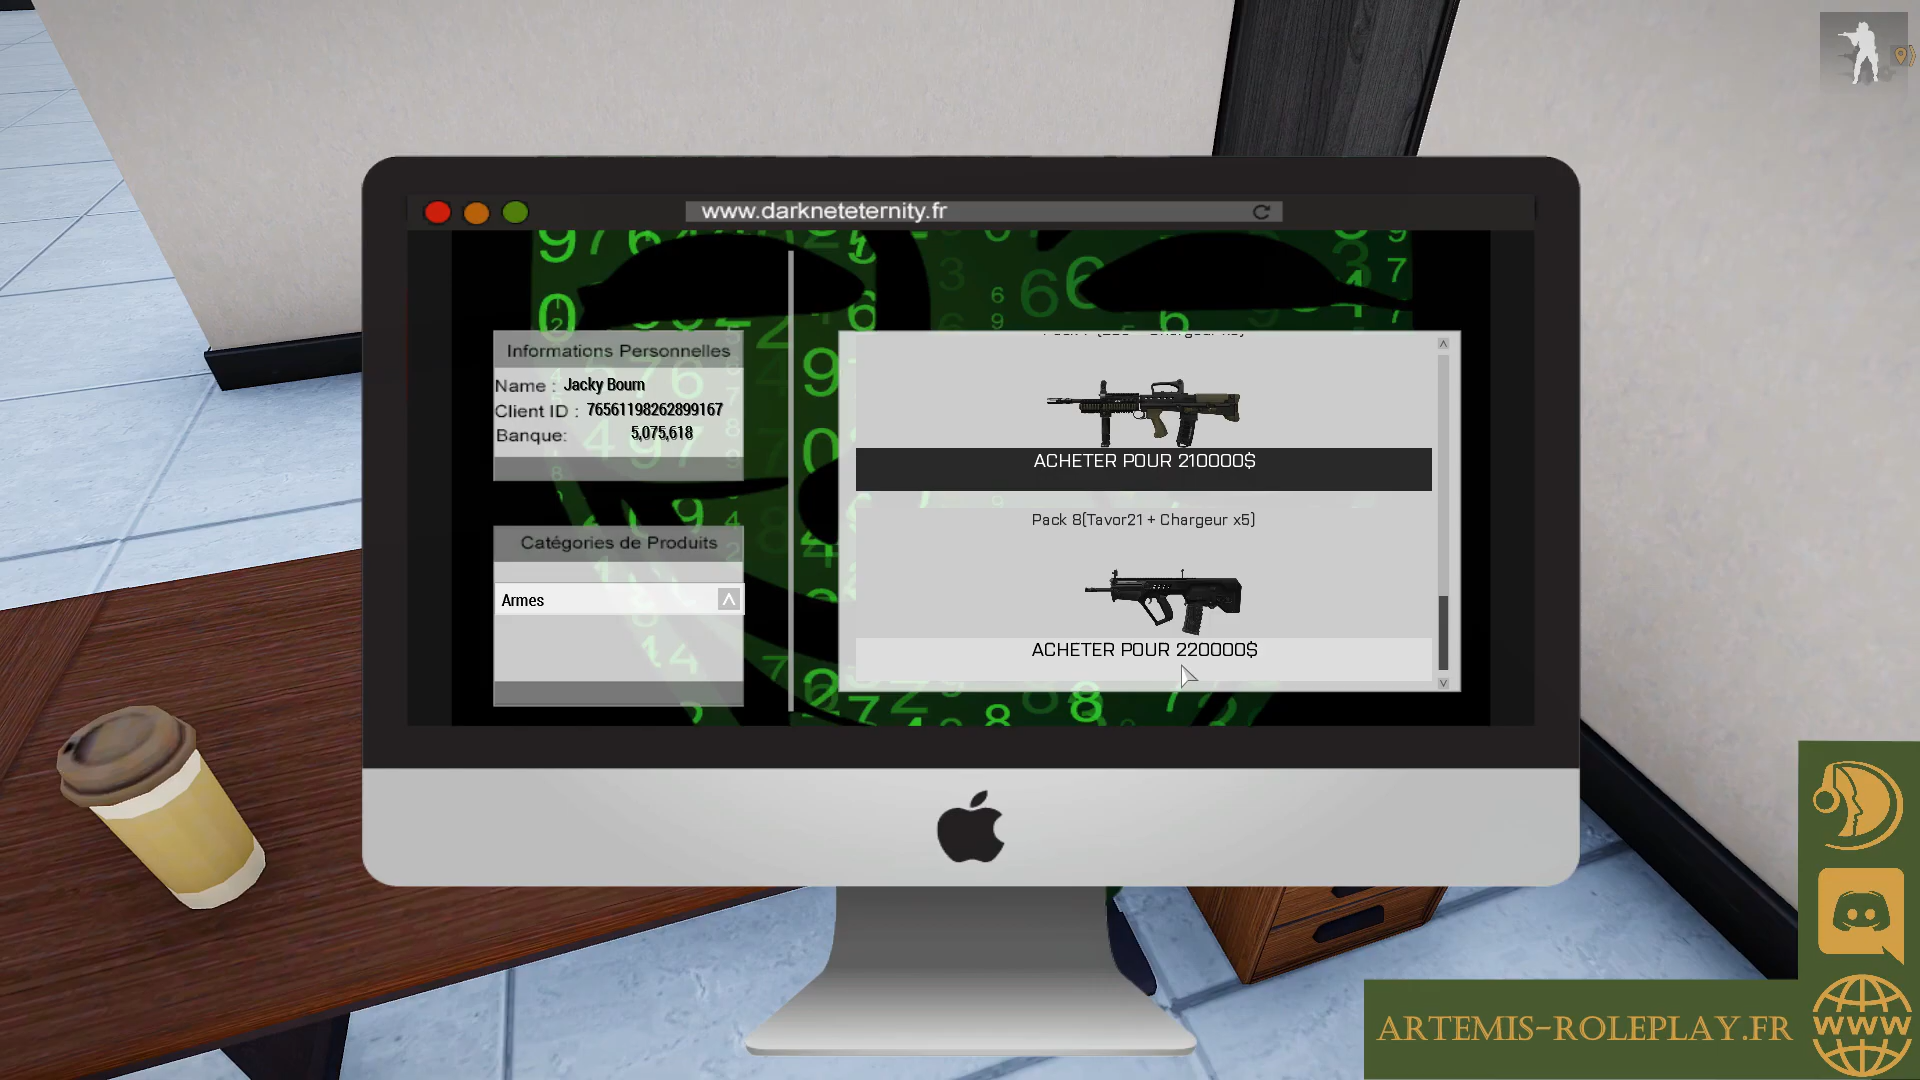 www.darkneteternity.fr
Informations Personnelles
Name : Jacky Bourn
Client ID : 76561198262899167
Banque: 5,075,618
Catégories de Produits
Armes
ACHETER POUR 210000$
Pack 8(Tavor21 + Chargeur x5)
ACHETER POUR 220000$
ARTEMIS-ROLEPLAY.FR
WWW